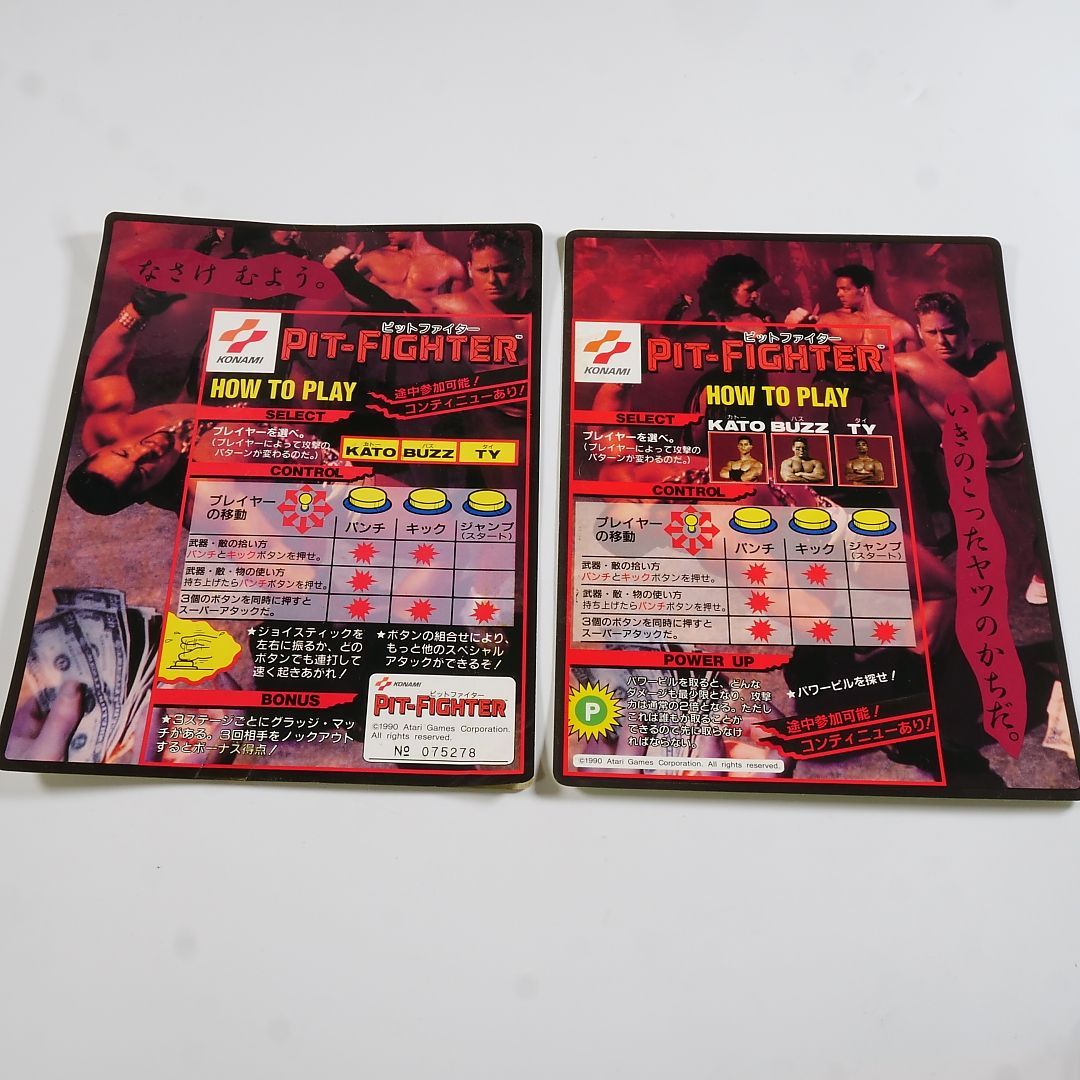 なさけ むよう。
KONAMI
ピットファイター
PIT-FIGHTER™
HOW TO PLAY
途中参加可能！
コンティニューあり！
SELECT
プレイヤーを選べ。
(プレイヤーによって攻撃の
パターンが変わるのだ。)
カトー
KATO
バス
BUZZ
タイ
TY
CONTROL
プレイヤー
の移動
パンチ
キック
ジャンプ
(スタート)
武器・敵の拾い方
パンチとキックボタンを押せ。
武器・敵・物の使い方
持ち上げたらパンチボタンを押せ。
3個のボタンを同時に押すと
スーパーアタックだ。
★ジョイスティックを
左右に振るか、どの
ボタンでも連打して
速く起きあがれ！
★ボタンの組合せにより、
もっと他のスペシャル
アタックができるぞ！
BONUS
★3ステージごとにグラッジ・マッ
チがある。3回相手をノックアウト
するとボーナス得点！
KONAMI
ピットファイター
PIT-FIGHTER
©1990 Atari Games Corporation.
All rights reserved.
№ 075278
KONAMI
ピットファイター
PIT-FIGHTER™
HOW TO PLAY
SELECT
プレイヤーを選べ。
(プレイヤーによって攻撃の
パターンが変わるのだ。)
カトー
KATO
バス
BUZZ
タイ
TY
CONTROL
プレイヤー
の移動
パンチ
キック
ジャンプ
(スタート)
武器・敵の拾い方
パンチとキックボタンを押せ。
武器・敵・物の使い方
持ち上げたらパンチボタンを押せ。
3個のボタンを同時に押すと
スーパーアタックだ。
POWER UP
P
パワーピルを取ると、どんな
ダメージも最少限となり、攻撃
力は通常の2倍となる。ただし
これは誰もが取ることが
できるので先に取らなけ
ればならない。
★パワーピルを探せ！
途中参加可能！
コンティニューあり！
©1990 Atari Games Corporation. All rights reserved.
いきのこったヤツのかちだ。